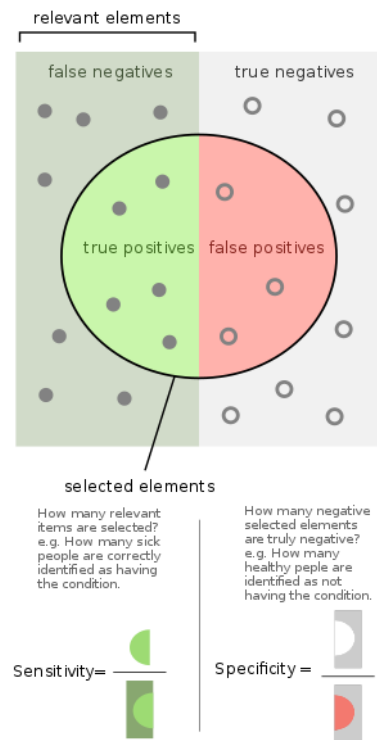 relevant elements
false negatives
true negatives
true positives
false positives
selected elements
How many relevant
items are selected?
e.g. How many sick
people are correctly
identified as having
the condition.
How many negative
selected elements
are truly negative?
e.g. How many
healthy peple are
identified as not
having the condition.
Sensitivity=
Specificity =